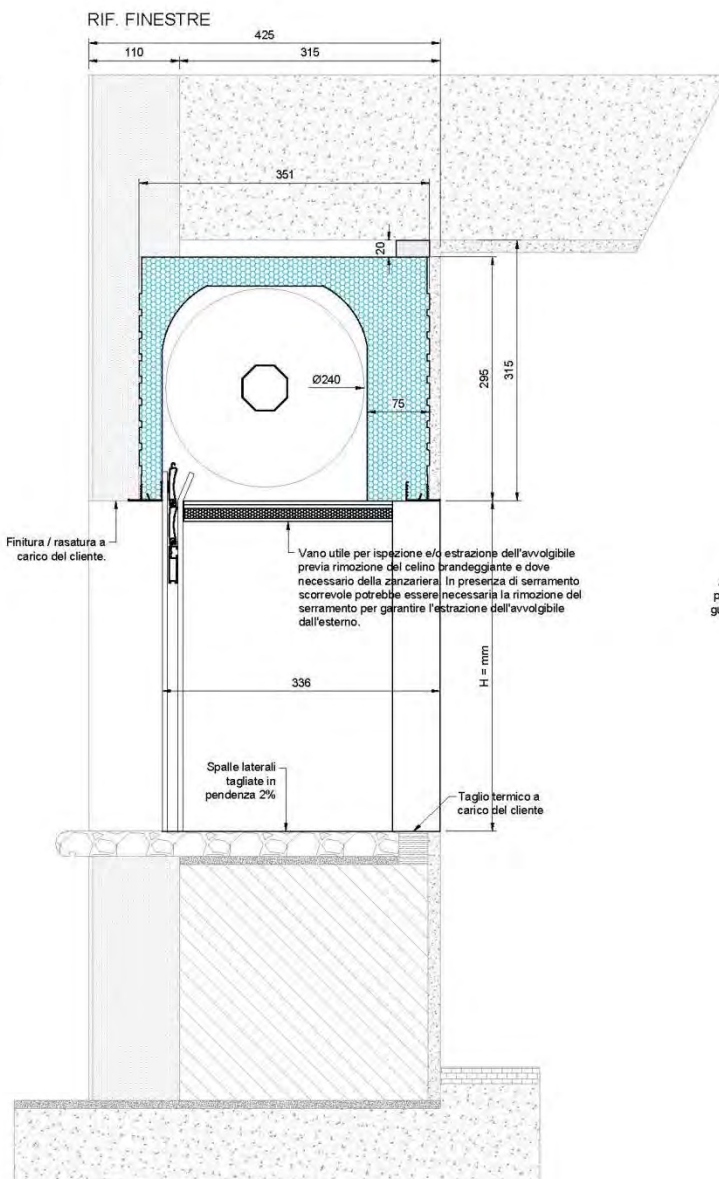 RIF. FINESTRE
425
110
315
351
20
295
315
Ø240
75
Finitura / rasatura a
carico del cliente.
Vano utile per ispezione e/o estrazione dell'avvolgibile
previa rimozione del celino brandeggiante e dove
necessario della zanzariera. In presenza di serramento
scorrevole potrebbe essere necessaria la rimozione del
serramento per garantire l'estrazione dell'avvolgibile
dall'esterno.
336
H = mm
Spalle laterali
tagliate in
pendenza 2%
Taglio termico a
carico del cliente